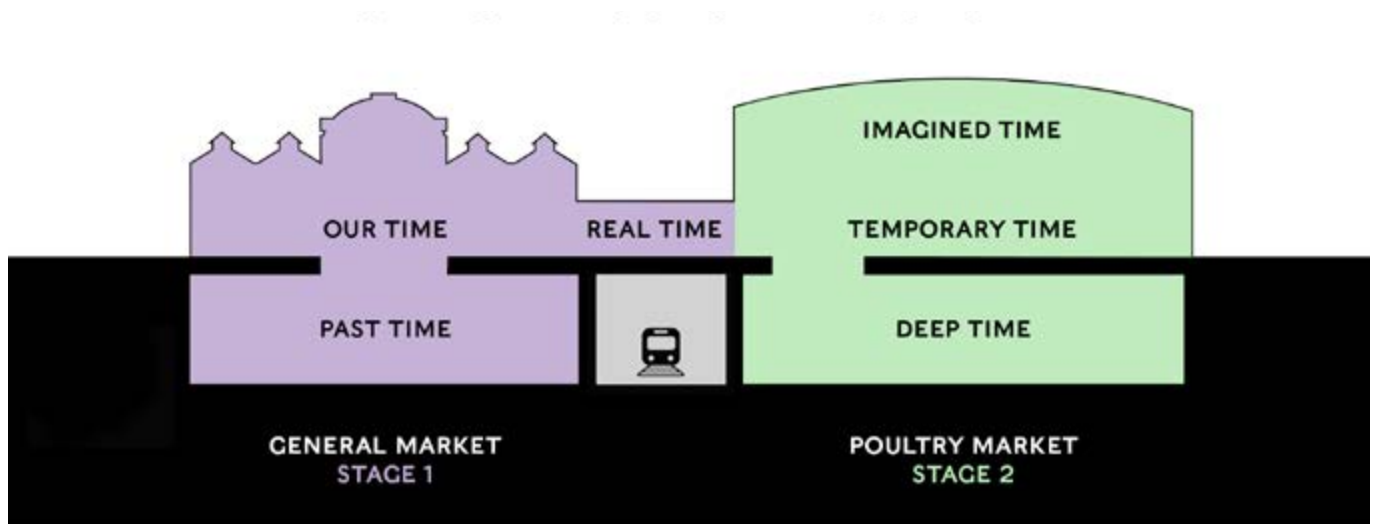 IMAGINED TIME
OUR TIME
REAL TIME
TEMPORARY TIME
PAST TIME
DEEP TIME
GENERAL MARKET
STAGE 1
POULTRY MARKET
STAGE 2